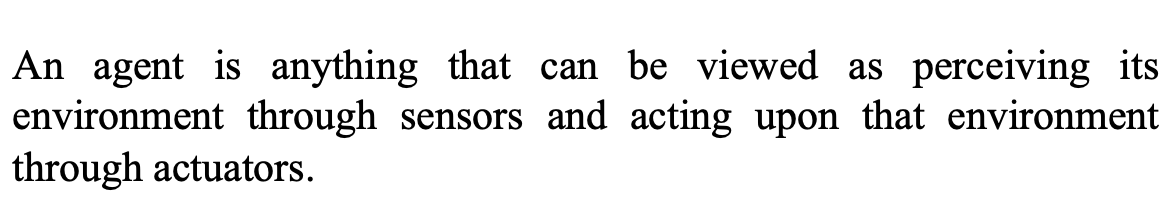 An agent is anything that can be viewed as perceiving its
environment through sensors and acting upon that environment
through actuators.